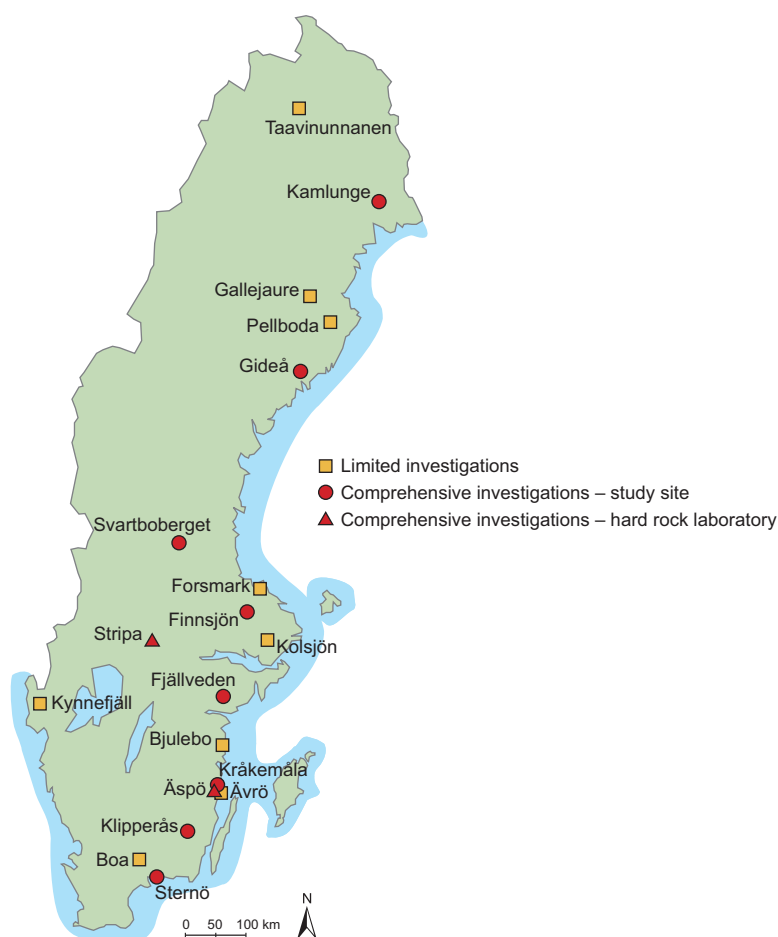 Taavinunnanen
Kamlunge
Gallejaure
Pellboda
Gideå
Limited investigations
Comprehensive investigations – study site
Comprehensive investigations – hard rock laboratory
Svartboberget
Forsmark
Finnsjön
Stripa
Kolsjön
Fjällveden
Kynnefjäll
Bjulebo
Kråkemåla
Äspö
Ävrö
Klipperås
Boa
Sternö
N
0 50 100 km